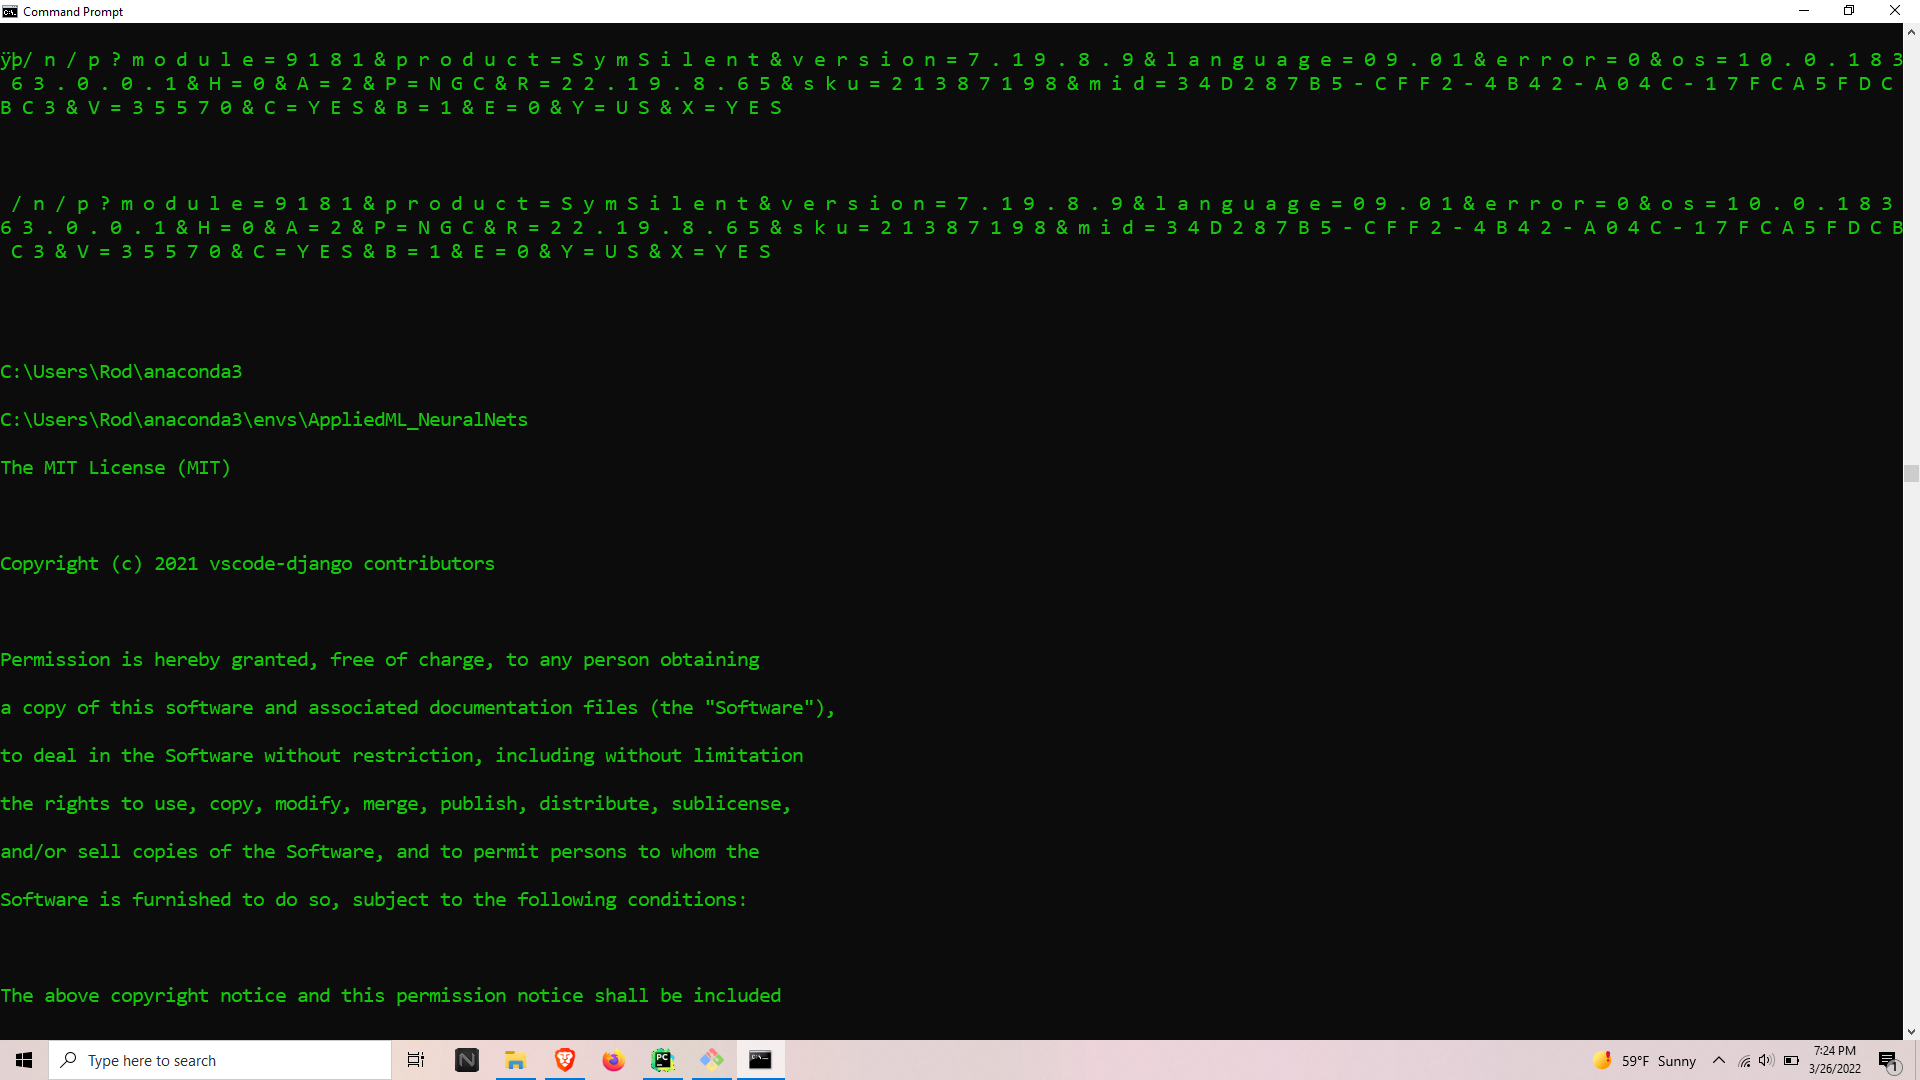 Command Prompt
ÿþ/ n / p ? m o d u l e = 9 1 8 1 & p r o d u c t = S y m S i l e n t & v e r s i o n = 7 . 1 9 . 8 . 9 & l a n g u a g e = 0 9 . 0 1 & e r r o r = 0 & o s = 1 0 . 0 . 1 8 3
6 3 . 0 . 0 . 1 & H = 0 & A = 2 & P = N G C & R = 2 2 . 1 9 . 8 . 6 5 & s k u = 2 1 3 8 7 1 9 8 & m i d = 3 4 D 2 8 7 B 5 - C F F 2 - 4 B 4 2 - A 0 4 C - 1 7 F C A 5 F D C
B C 3 & V = 3 5 5 7 0 & C = Y E S & B = 1 & E = 0 & Y = U S & X = Y E S
/ n / p ? m o d u l e = 9 1 8 1 & p r o d u c t = S y m S i l e n t & v e r s i o n = 7 . 1 9 . 8 . 9 & l a n g u a g e = 0 9 . 0 1 & e r r o r = 0 & o s = 1 0 . 0 . 1 8 3
6 3 . 0 . 0 . 1 & H = 0 & A = 2 & P = N G C & R = 2 2 . 1 9 . 8 . 6 5 & s k u = 2 1 3 8 7 1 9 8 & m i d = 3 4 D 2 8 7 B 5 - C F F 2 - 4 B 4 2 - A 0 4 C - 1 7 F C A 5 F D C B
C 3 & V = 3 5 5 7 0 & C = Y E S & B = 1 & E = 0 & Y = U S & X = Y E S
C:\Users\Rod\anaconda3
C:\Users\Rod\anaconda3\envs\AppliedML_NeuralNets
The MIT License (MIT)
Copyright (c) 2021 vscode-django contributors
Permission is hereby granted, free of charge, to any person obtaining
a copy of this software and associated documentation files (the "Software"),
to deal in the Software without restriction, including without limitation
the rights to use, copy, modify, merge, publish, distribute, sublicense,
and/or sell copies of the Software, and to permit persons to whom the
Software is furnished to do so, subject to the following conditions:
The above copyright notice and this permission notice shall be included
Type here to search
N
PC
59°F Sunny
7:24 PM
3/26/2022
1